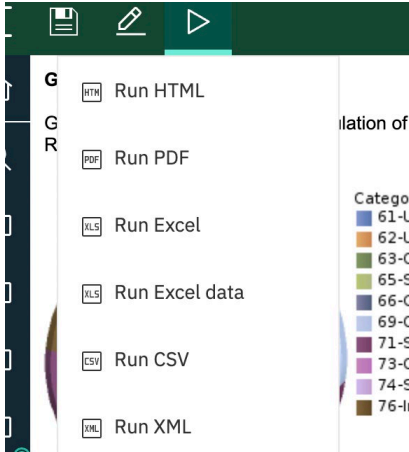 G
HTM Run HTML
G ulation of
R
PDF Run PDF
XLS Run Excel
XLS Run Excel data
CSV Run CSV
XML Run XML
Catego
61-U
62-U
63-C
65-S
66-C
69-C
71-S
73-C
74-S
76-In